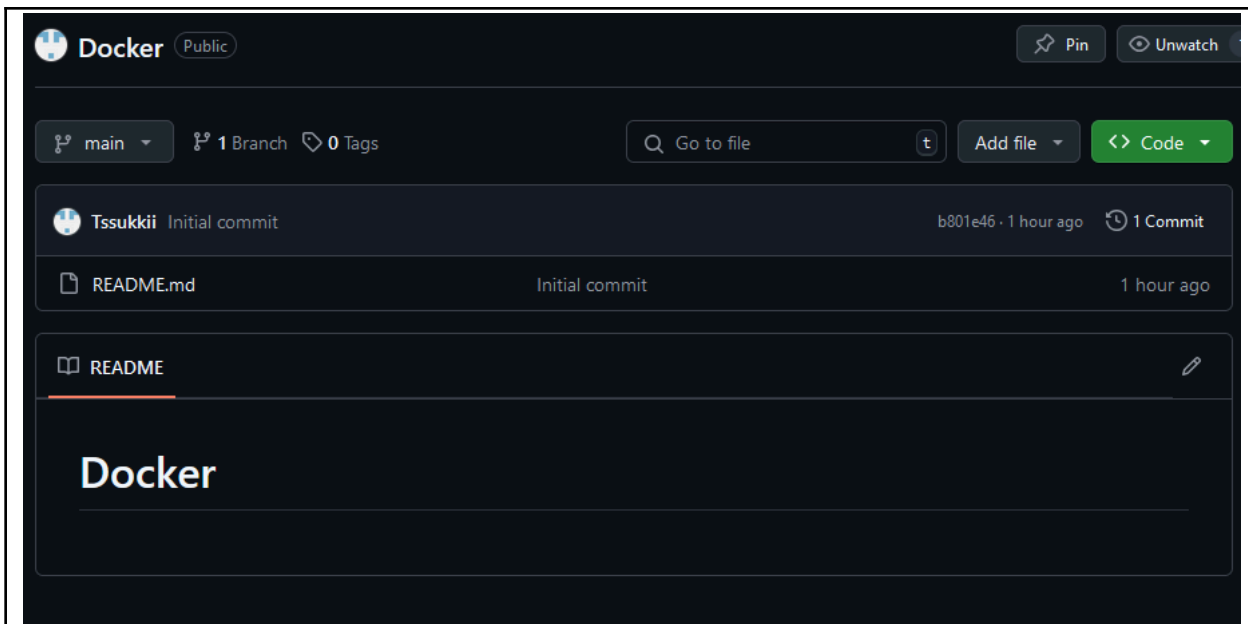 Docker Public Pin Unwatch
main 1 Branch 0 Tags Go to file t Add file <> Code
Tssukkii Initial commit b801e46 · 1 hour ago 1 Commit
README.md Initial commit 1 hour ago
README
Docker